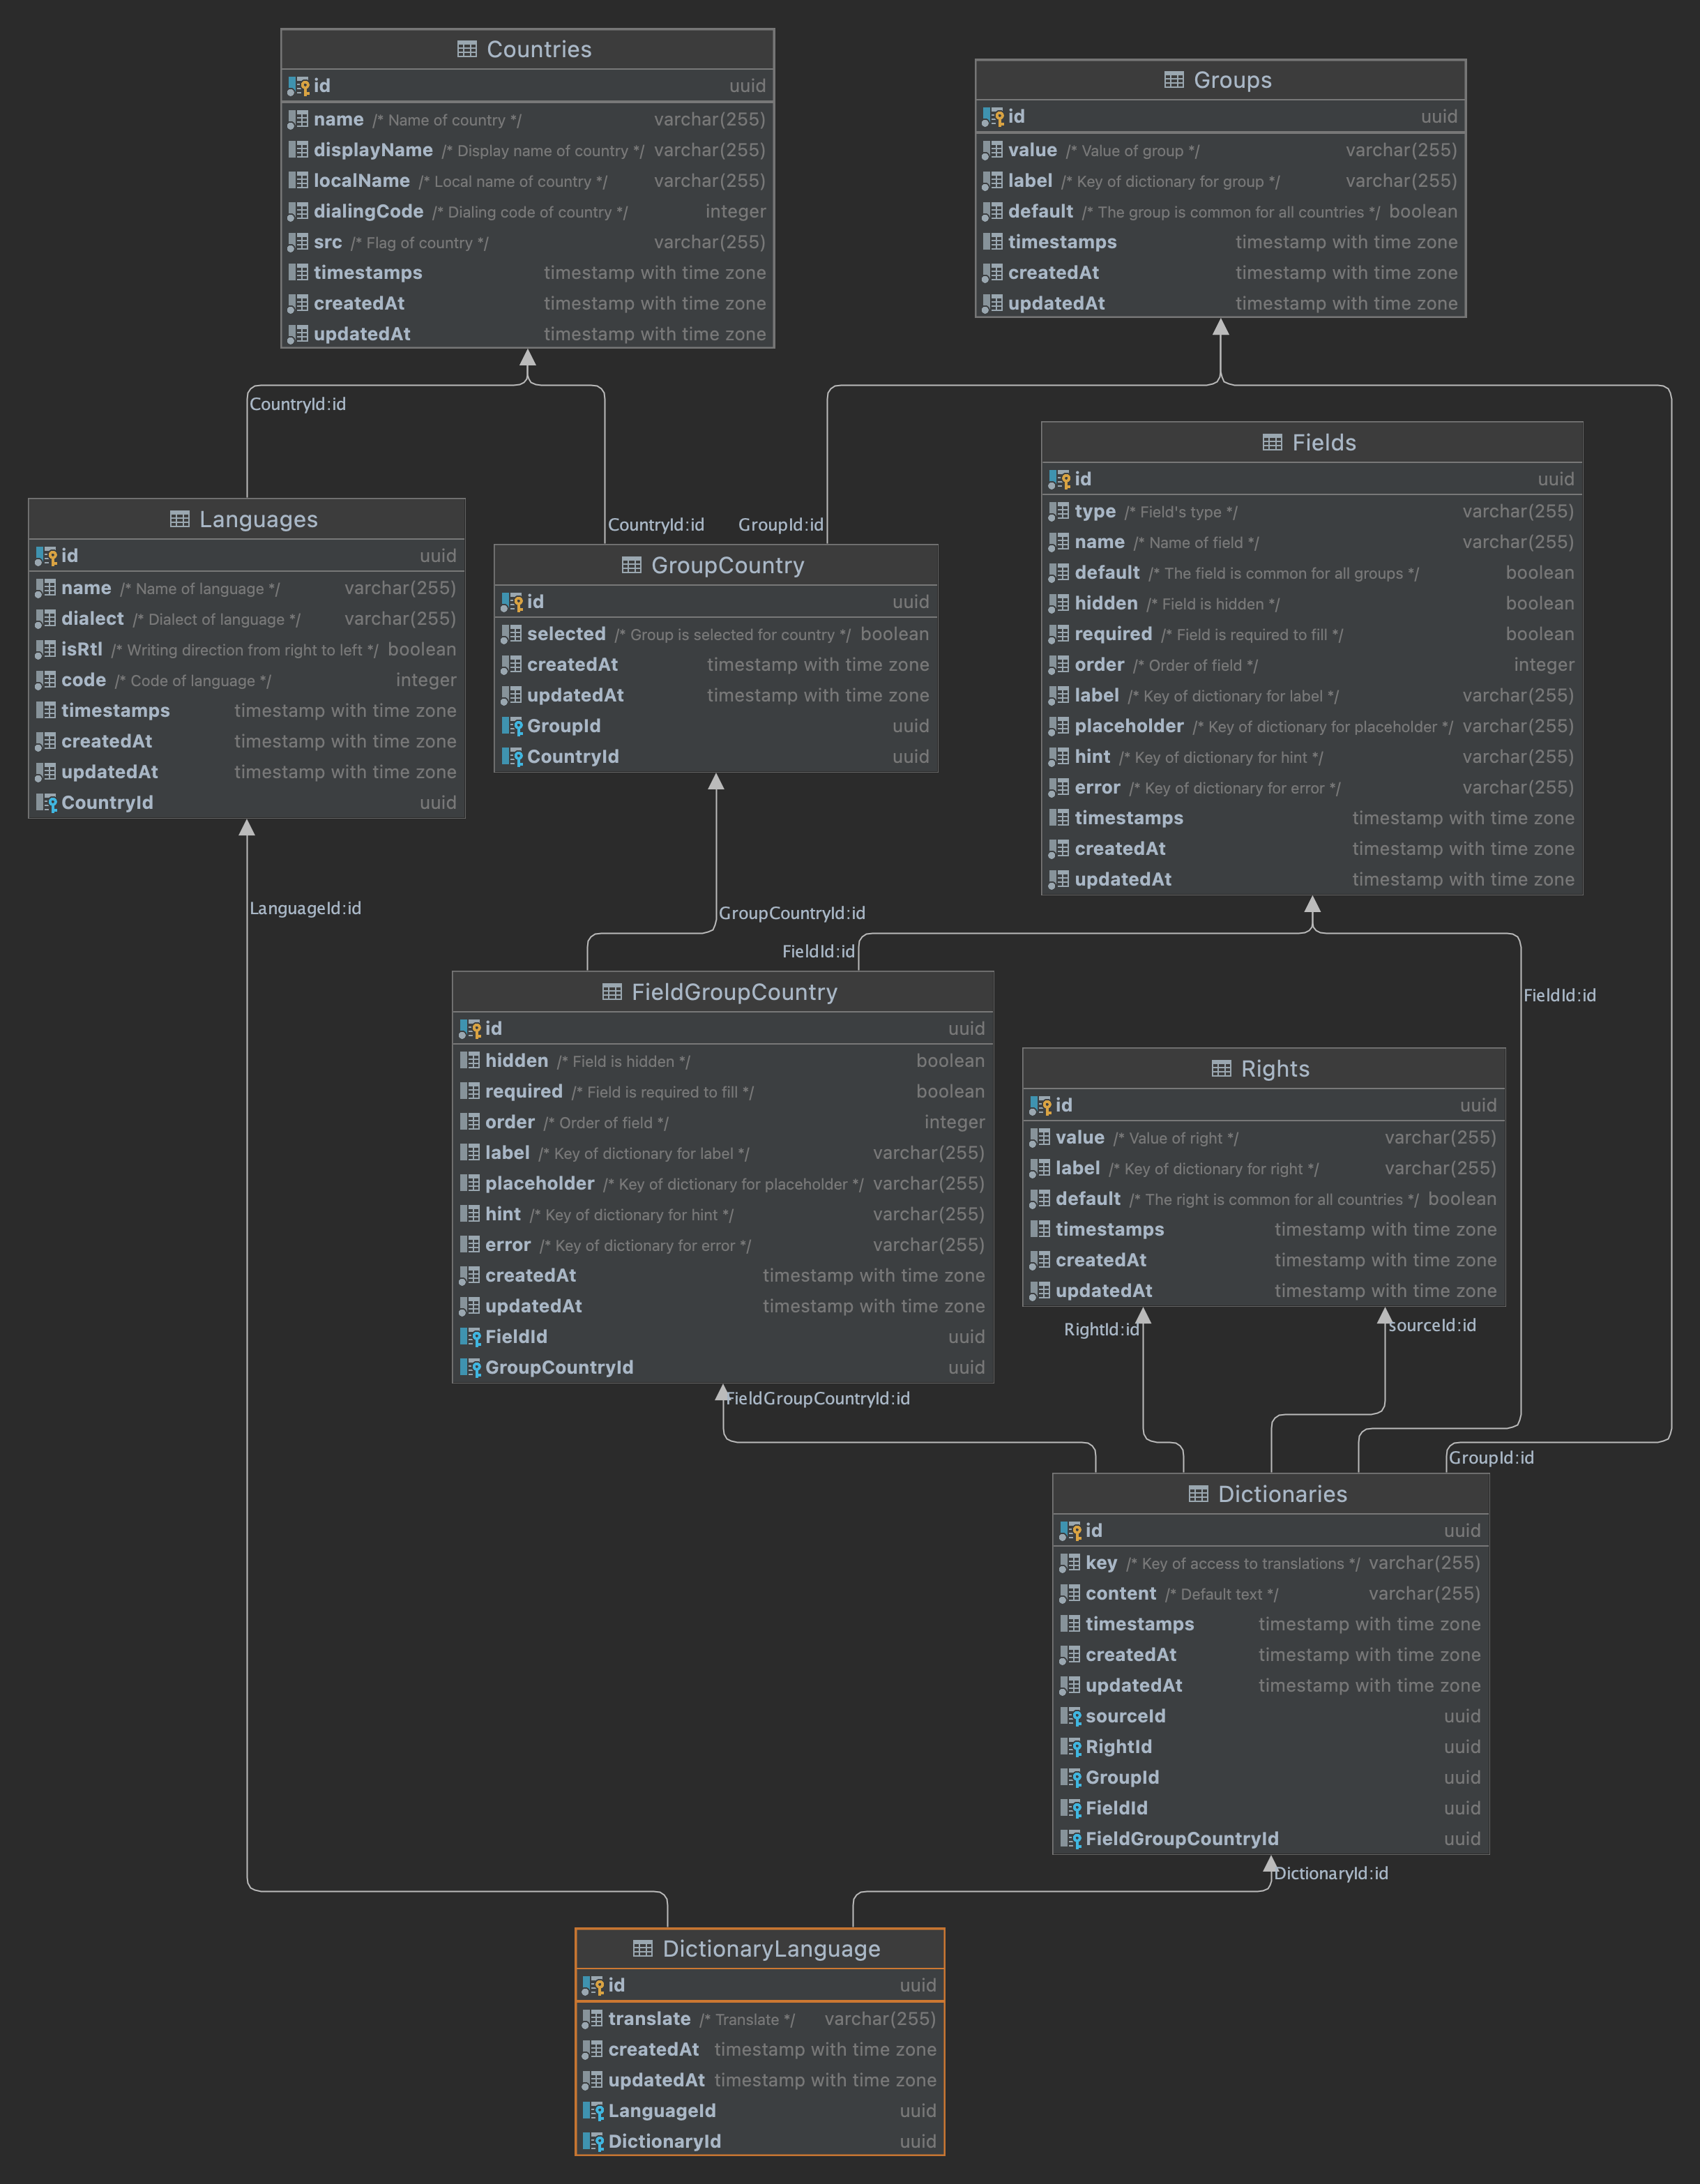 Countries
id uuid
name /* Name of country */ varchar(255)
displayName /* Display name of country */ varchar(255)
localName /* Local name of country */ varchar(255)
dialingCode /* Dialing code of country */ integer
src /* Flag of country */ varchar(255)
timestamps timestamp with time zone
createdAt timestamp with time zone
updatedAt timestamp with time zone
Groups
id uuid
value /* Value of group */ varchar(255)
label /* Key of dictionary for group */ varchar(255)
default /* The group is common for all countries */ boolean
timestamps timestamp with time zone
createdAt timestamp with time zone
updatedAt timestamp with time zone
CountryId:id
CountryId:id
GroupId:id
Languages
id uuid
name /* Name of language */ varchar(255)
dialect /* Dialect of language */ varchar(255)
isRtl /* Writing direction from right to left */ boolean
code /* Code of language */ integer
timestamps timestamp with time zone
createdAt timestamp with time zone
updatedAt timestamp with time zone
CountryId uuid
GroupCountry
id uuid
selected /* Group is selected for country */ boolean
createdAt timestamp with time zone
updatedAt timestamp with time zone
GroupId uuid
CountryId uuid
Fields
id uuid
type /* Field's type */ varchar(255)
name /* Name of field */ varchar(255)
default /* The field is common for all groups */ boolean
hidden /* Field is hidden */ boolean
required /* Field is required to fill */ boolean
order /* Order of field */ integer
label /* Key of dictionary for label */ varchar(255)
placeholder /* Key of dictionary for placeholder */ varchar(255)
hint /* Key of dictionary for hint */ varchar(255)
error /* Key of dictionary for error */ varchar(255)
timestamps timestamp with time zone
createdAt timestamp with time zone
updatedAt timestamp with time zone
LanguageId:id
GroupCountryId:id
FieldId:id
FieldId:id
FieldGroupCountry
id uuid
hidden /* Field is hidden */ boolean
required /* Field is required to fill */ boolean
order /* Order of field */ integer
label /* Key of dictionary for label */ varchar(255)
placeholder /* Key of dictionary for placeholder */ varchar(255)
hint /* Key of dictionary for hint */ varchar(255)
error /* Key of dictionary for error */ varchar(255)
createdAt timestamp with time zone
updatedAt timestamp with time zone
FieldId uuid
GroupCountryId uuid
Rights
id uuid
value /* Value of right */ varchar(255)
label /* Key of dictionary for right */ varchar(255)
default /* The right is common for all countries */ boolean
timestamps timestamp with time zone
createdAt timestamp with time zone
updatedAt timestamp with time zone
RightId:id
sourceId:id
FieldGroupCountryId:id
GroupId:id
Dictionaries
id uuid
key /* Key of access to translations */ varchar(255)
content /* Default text */ varchar(255)
timestamps timestamp with time zone
createdAt timestamp with time zone
updatedAt timestamp with time zone
sourceId uuid
RightId uuid
GroupId uuid
FieldId uuid
FieldGroupCountryId uuid
DictionaryId:id
DictionaryLanguage
id uuid
translate /* Translate */ varchar(255)
createdAt timestamp with time zone
updatedAt timestamp with time zone
LanguageId uuid
DictionaryId uuid